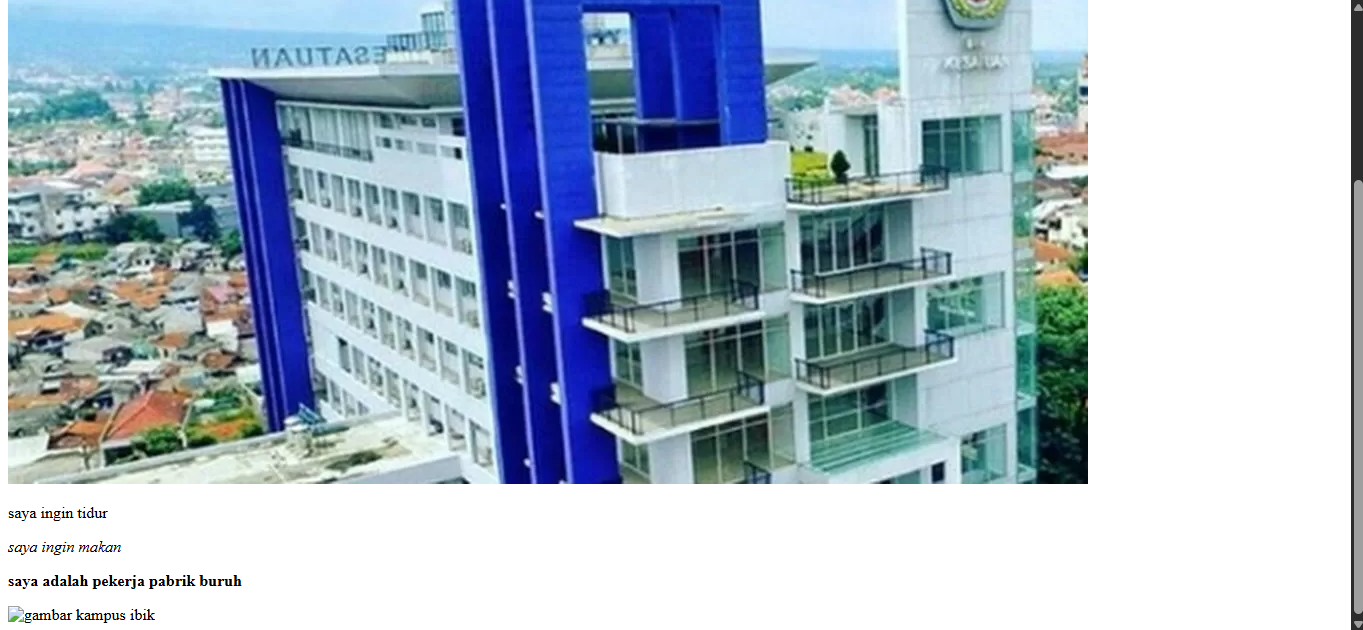 ESATUAN
KESATUAN
saya ingin tidur
saya ingin makan
saya adalah pekerja pabrik buruh
gambar kampus ibik